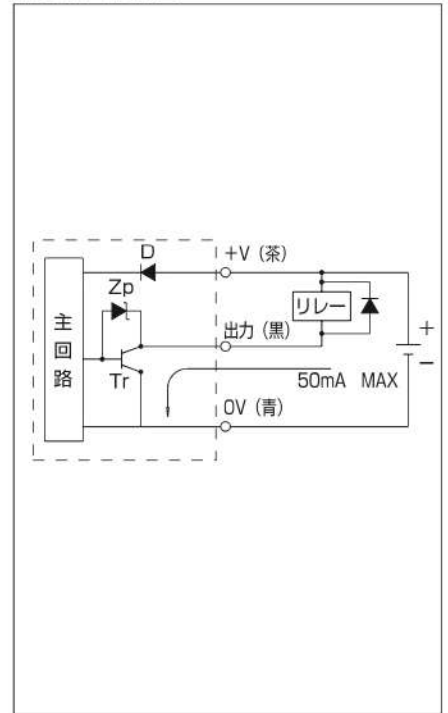 D
+V (茶)
Zp
リレー
主回路
出力 (黒)
+
-
Tr
50mA MAX
0V (青)